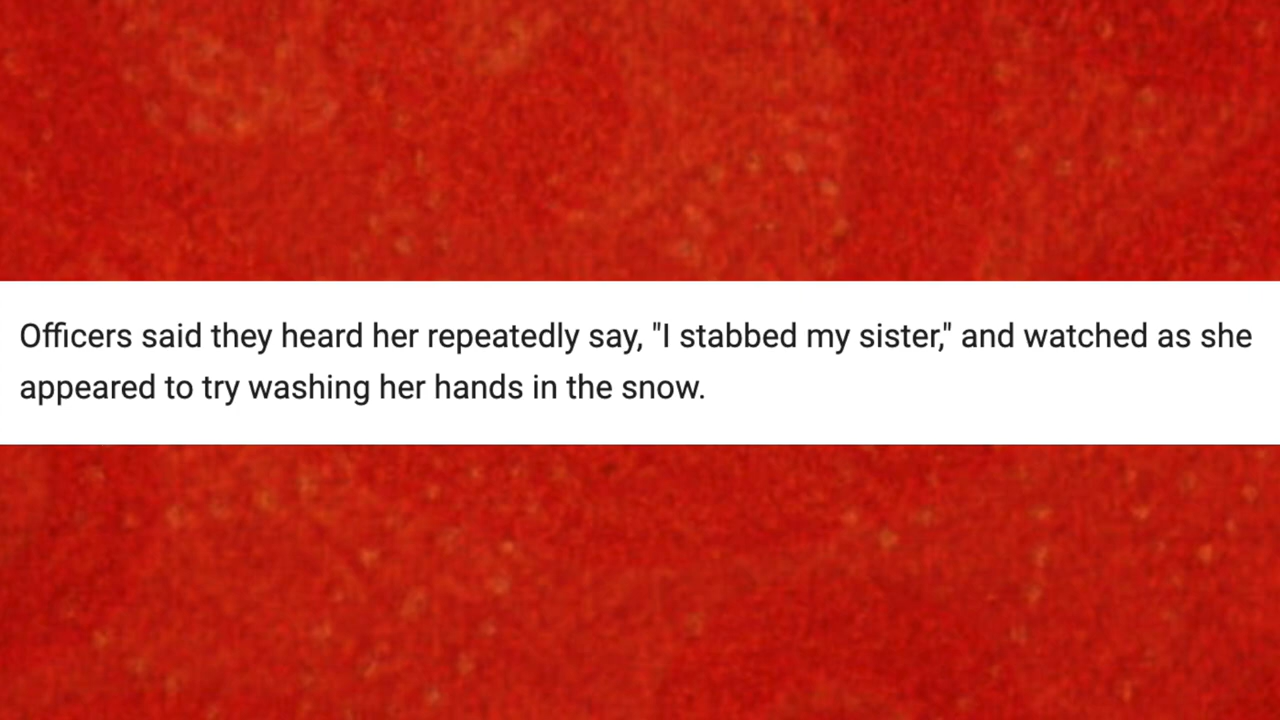 Officers said they heard her repeatedly say, "I stabbed my sister," and watched as she
appeared to try washing her hands in the snow.